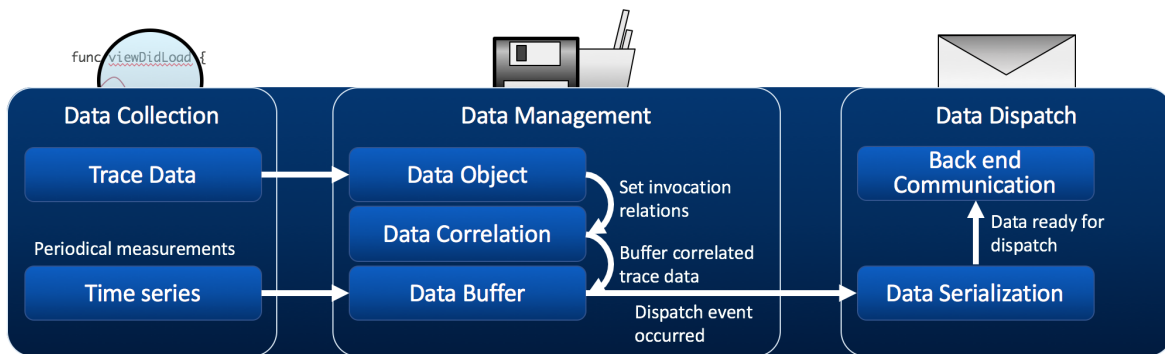 func viewDidLoad {
Data Collection
Trace Data
Periodical measurements
Time series
Data Management
Data Object
Set invocation
relations
Data Correlation
Buffer correlated
trace data
Data Buffer
Dispatch event
occurred
Data Dispatch
Back end
Communication
Data ready for
dispatch
Data Serialization